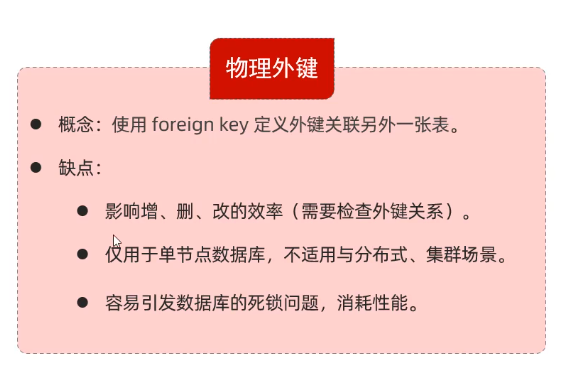 物理外键
概念：使用 foreign key 定义外键关联另外一张表。
缺点：
影响增、删、改的效率（需要检查外键关系）。
仅用于单节点数据库，不适用与分布式、集群场景。
容易引发数据库的死锁问题，消耗性能。